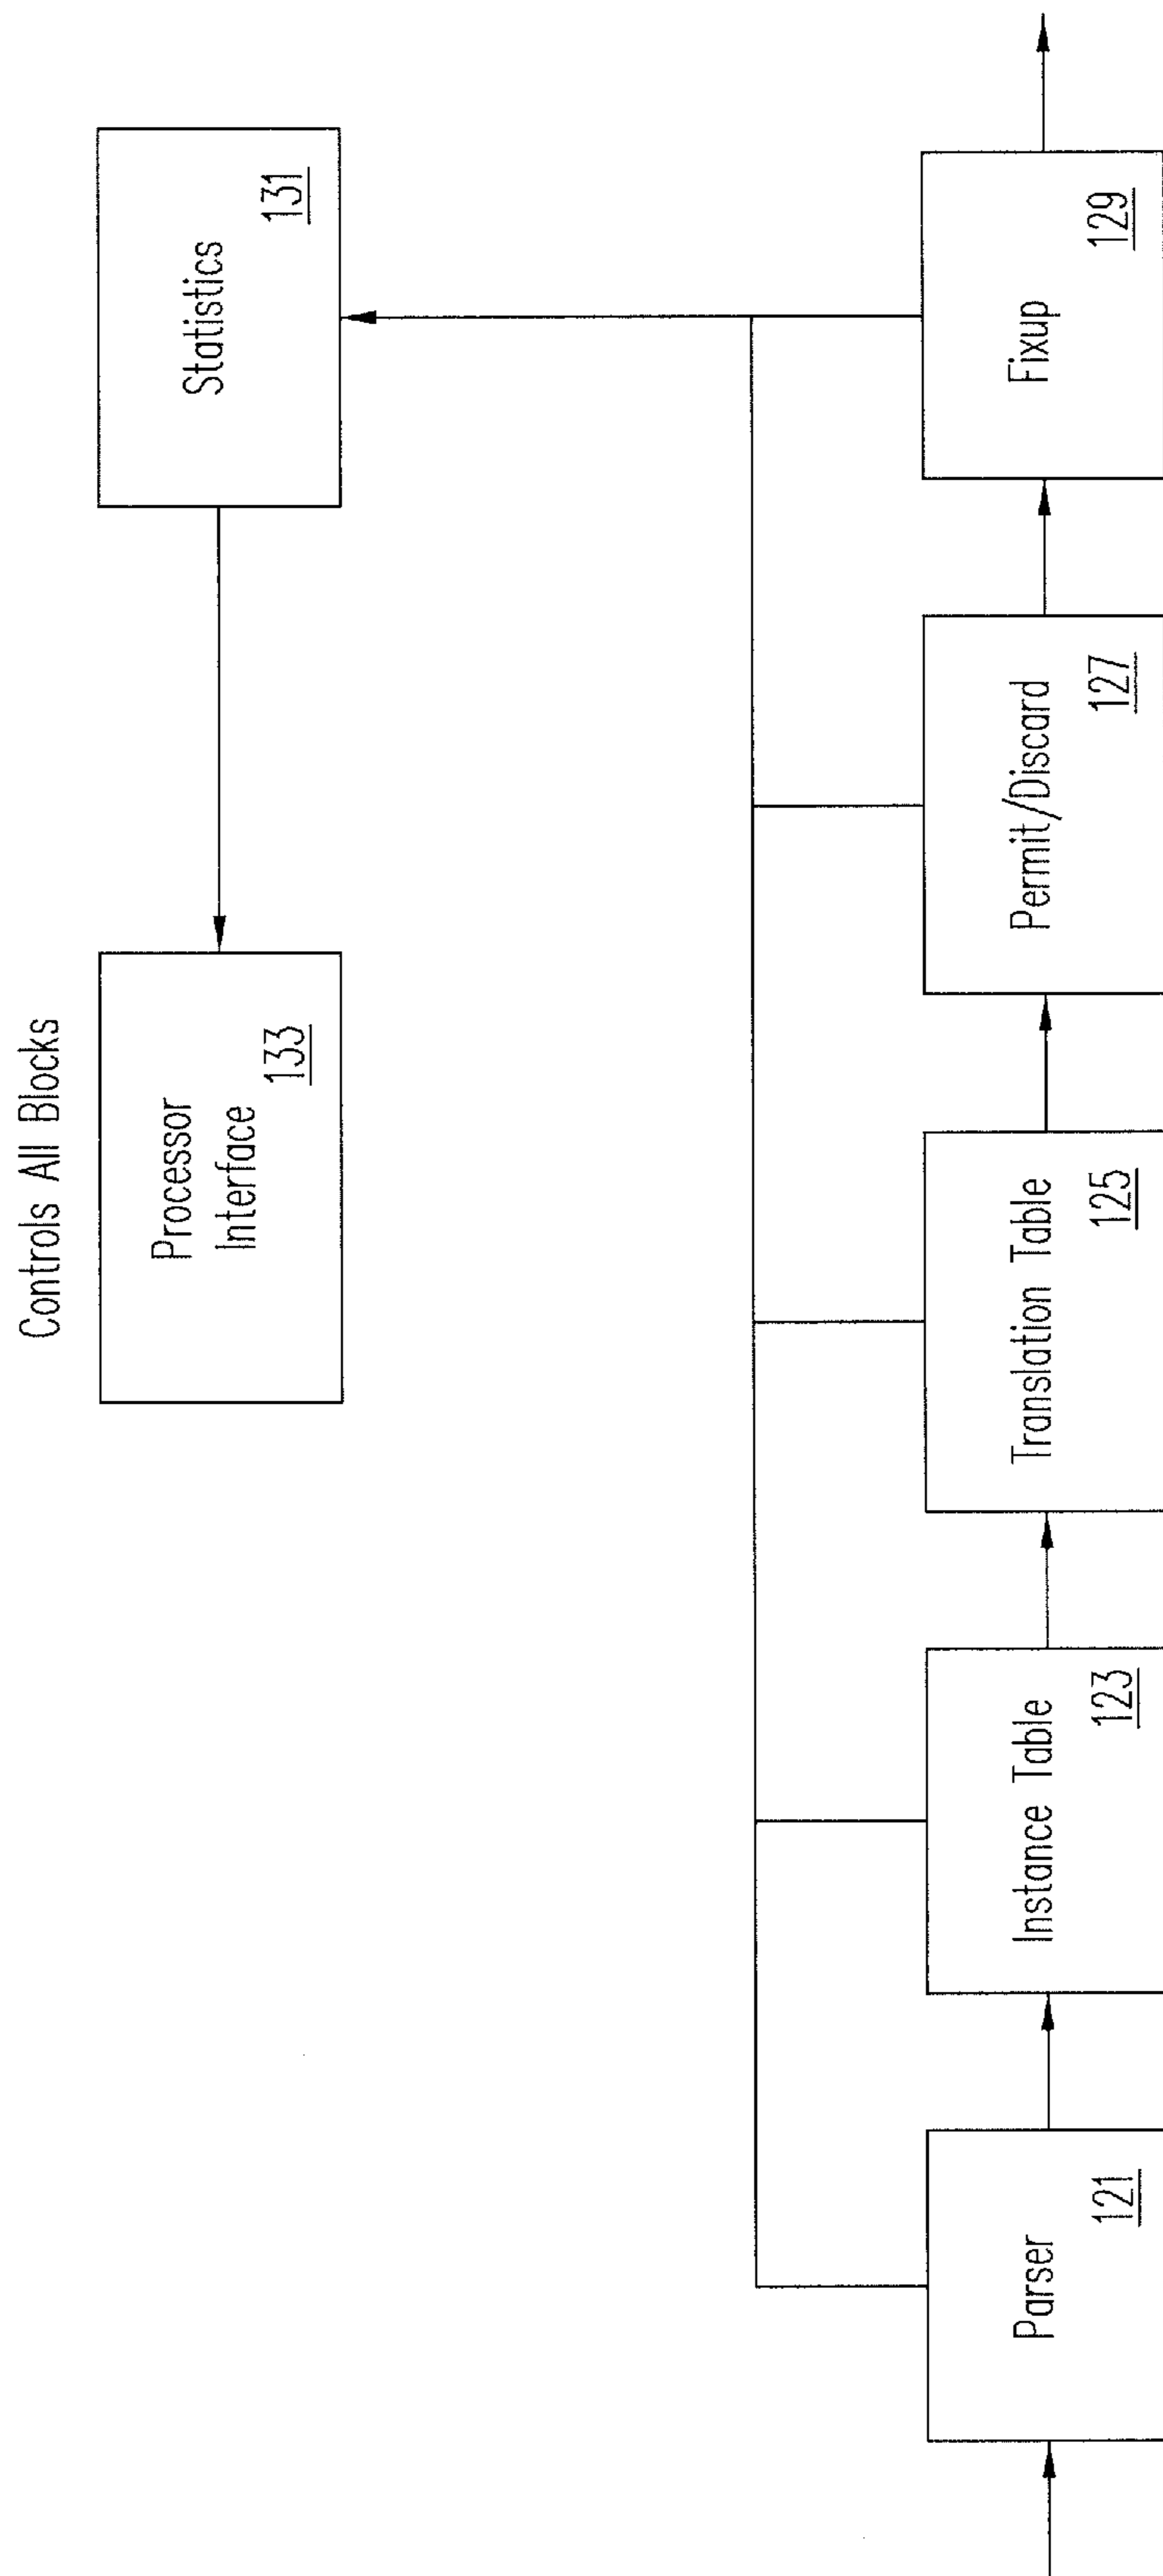 Controls All Blocks
Processor
Interface
133
Statistics
131
Parser
121
Instance Table
123
Translation Table
125
Permit/Discard
127
Fixup
129